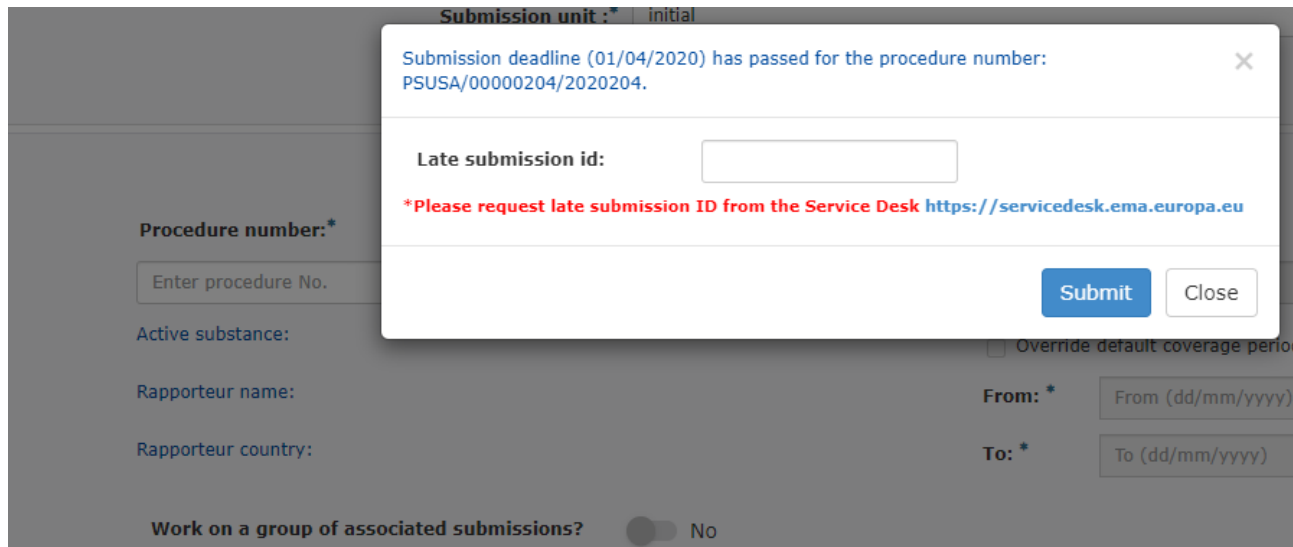 Submission unit :* initial
Submission deadline (01/04/2020) has passed for the procedure number:
PSUSA/00000204/2020204.
×
Late submission id:
*Please request late submission ID from the Service Desk https://servicedesk.ema.europa.eu
Submit Close
Procedure number:*
Enter procedure No.
Active substance:
Override default coverage perio
Rapporteur name:
From: * From (dd/mm/yyyy)
Rapporteur country:
To: * To (dd/mm/yyyy)
Work on a group of associated submissions? No